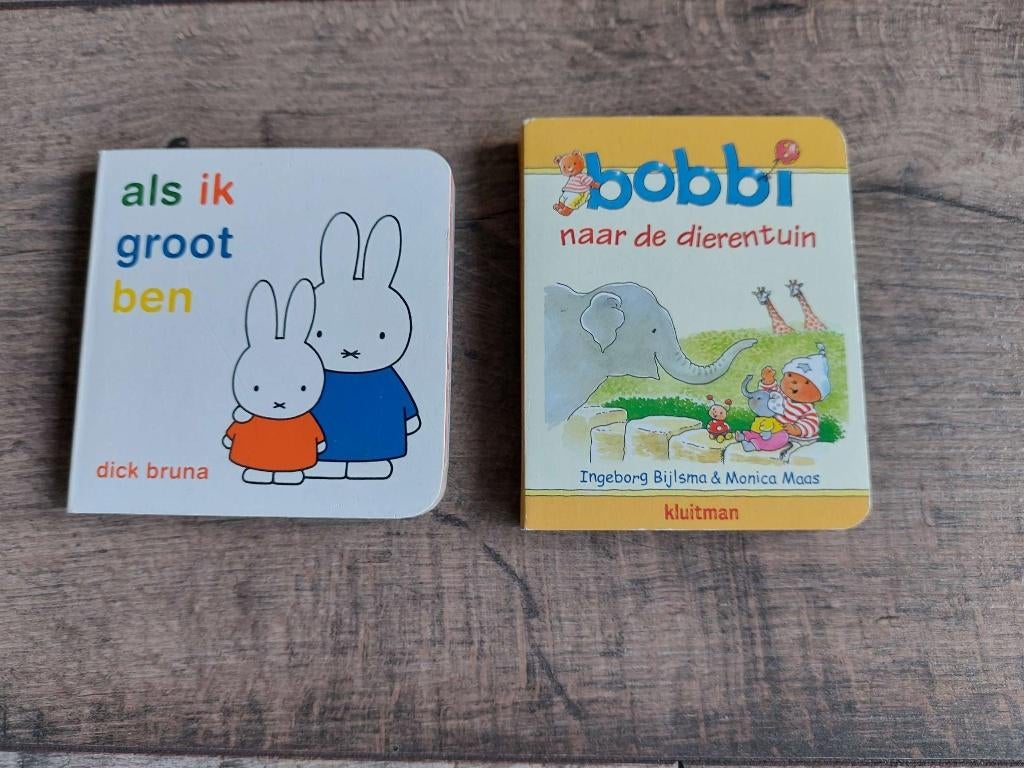 als ik
groot
ben
dick bruna
bobbi
naar de dierentuin
Ingeborg Bijlsma & Monica Maas
kluitman